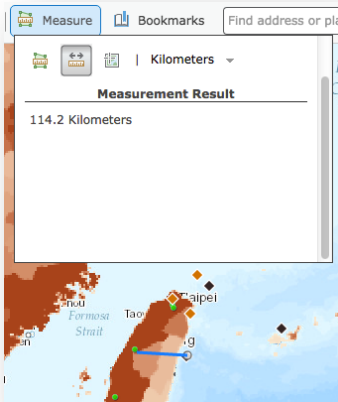 Measure Bookmarks Find address or pla
| Kilometers
Measurement Result
114.2 Kilometers
Taipei
Formosa
Strait